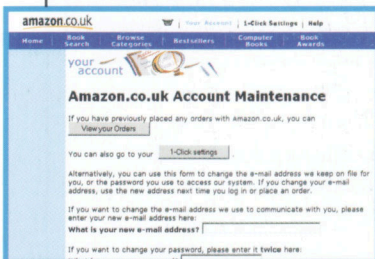 amazon.co.uk
Your Account | 1-Click Settings | Help
Home Book Search Browse Categories Bestsellers Computer Books Book Awards
your account
Amazon.co.uk Account Maintenance
If you have previously placed any orders with Amazon.co.uk, you can
View your Orders
You can also go to your 1-Click settings .
Alternatively, you can use this form to change the e-mail address we keep on file for
you, or the password you use to access our system. If you change your e-mail
address, use the new address next time you log in or place an order.
If you want to change the e-mail address we use to communicate with you, please
enter your new e-mail address here:
What is your new e-mail address?
If you want to change your password, please enter it twice here: